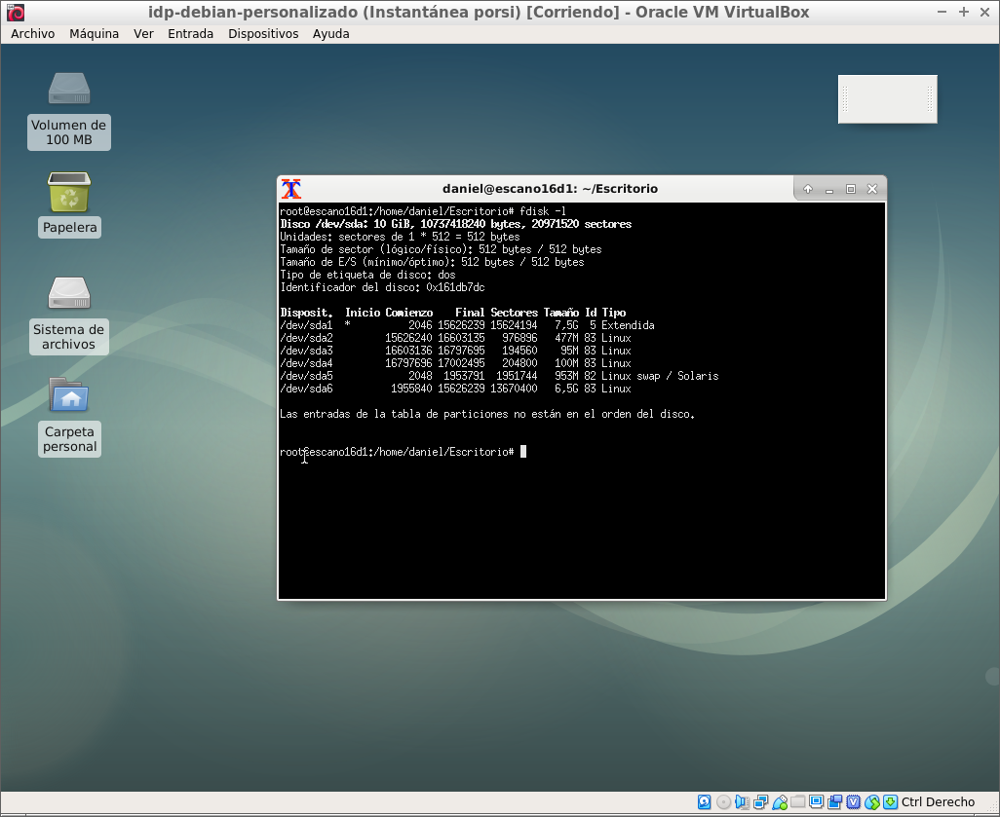 idp-debian-personalizado (Instantánea porsi) [Corriendo] - Oracle VM VirtualBox
Archivo Máquina Ver Entrada Dispositivos Ayuda
Volumen de
100 MB
Papelera
Sistema de
archivos
Carpeta
personal
daniel@escano16d1: ~/Escritorio
root@escano16d1:/home/daniel/Escritorio# fdisk -l
Disco /dev/sda: 10 GiB, 10737418240 bytes, 20971520 sectores
Unidades: sectores de 1 * 512 = 512 bytes
Tamaño de sector (lógico/físico): 512 bytes / 512 bytes
Tamaño de E/S (mínimo/óptimo): 512 bytes / 512 bytes
Tipo de etiqueta de disco: dos
Identificador del disco: 0x161db7dc
Disposit.  Inicio Comienzo    Final Sectores Tamaño Id Tipo
/dev/sda1  *          2046 15626239 15624194   7,5G  5 Extendida
/dev/sda2         15626240 16603135   976896   477M 83 Linux
/dev/sda3         16603136 16797695   194560    95M 83 Linux
/dev/sda4         16797696 17002495   204800   100M 83 Linux
/dev/sda5             2048  1953791  1951744   953M 82 Linux swap / Solaris
/dev/sda6          1955840 15626239 13670400   6,5G 83 Linux
Las entradas de la tabla de particiones no están en el orden del disco.
root@escano16d1:/home/daniel/Escritorio#
Ctrl Derecho